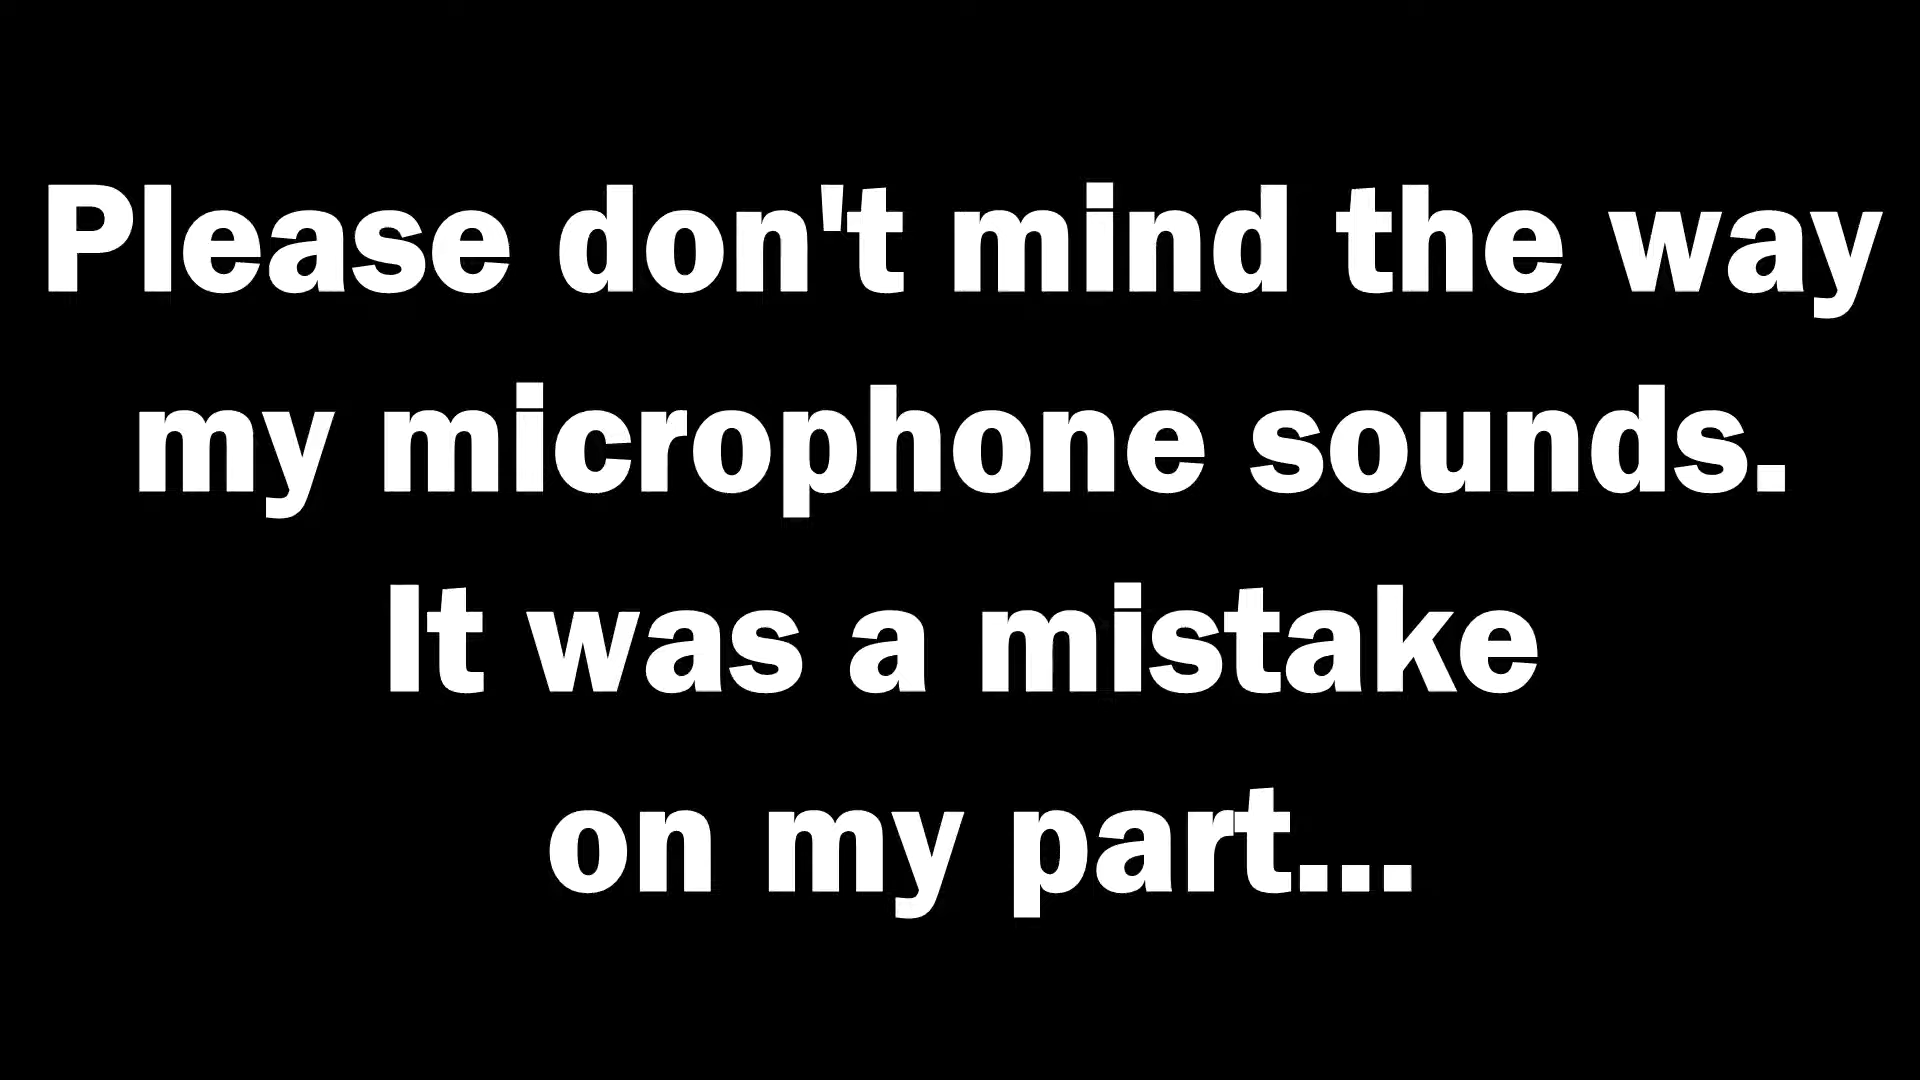 Please don't mind the way
my microphone sounds.
It was a mistake
on my part...